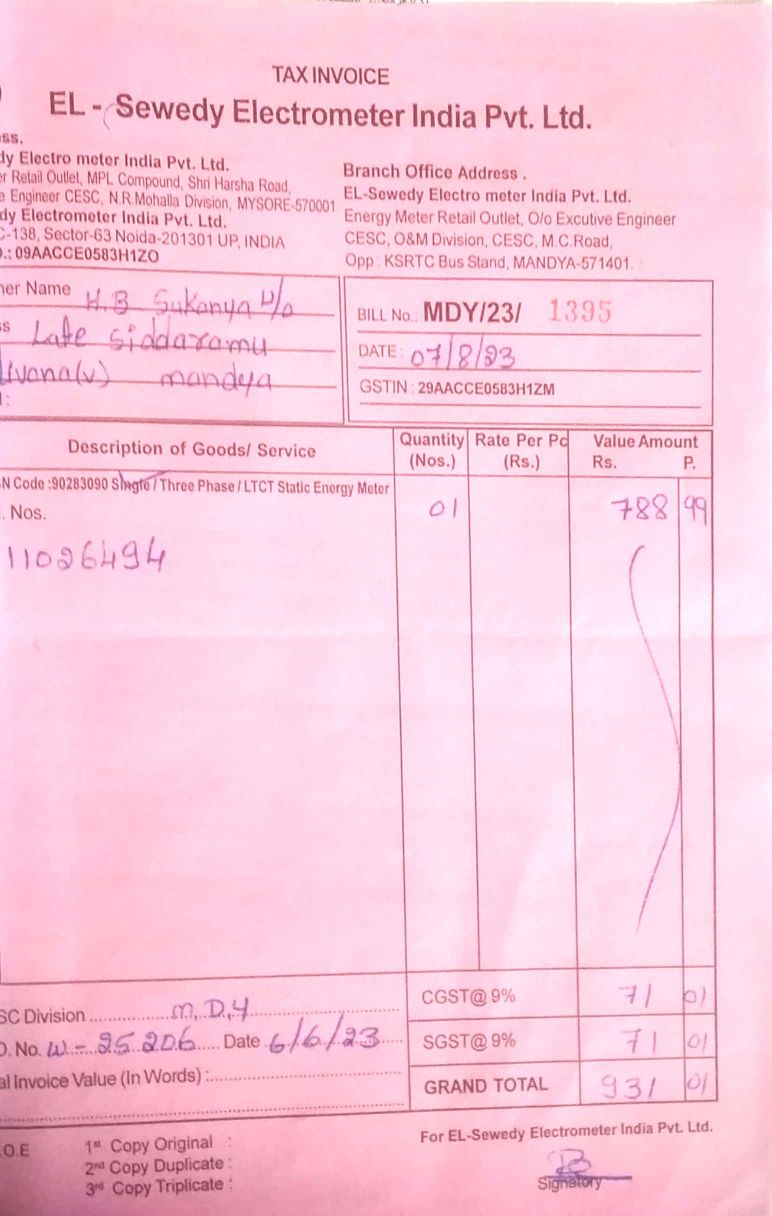 TAX INVOICE
EL - Sewedy Electrometer India Pvt. Ltd.
ss.
dy Electro meter India Pvt. Ltd.
er Retail Outlet, MPL Compound, Shri Harsha Road,
e Engineer CESC, N.R.Mohalla Division, MYSORE-570001
dy Electrometer India Pvt. Ltd.
C-138, Sector-63 Noida-201301 UP, INDIA
O.: 09AACCE0583H1ZO
Branch Office Address .
EL-Sewedy Electro meter India Pvt. Ltd.
Energy Meter Retail Outlet, O/o Excutive Engineer
CESC, O&M Division, CESC, M.C.Road,
Opp : KSRTC Bus Stand, MANDYA-571401.
ner Name H.B Sukanya w/o
s Late Siddaramu
livana(v) mandya
:
BILL No.: MDY/23/ 1395
DATE: 07/8/23
GSTIN : 29AACCE0583H1ZM
Description of Goods/ Service Quantity (Nos.) Rate Per Pc (Rs.) Value Amount Rs. P.
N Code :90283090 Single / Three Phase / LTCT Static Energy Meter
. Nos. 01 788 99
11026494
SC Division M.D.Y CGST@ 9% 71 01
O. No. W-25206 Date 6/6/23 SGST@ 9% 71 01
al Invoice Value (In Words) : GRAND TOTAL 931 01
.O.E
1st Copy Original :
2nd Copy Duplicate :
3rd Copy Triplicate :
For EL-Sewedy Electrometer India Pvt. Ltd.
Signatory